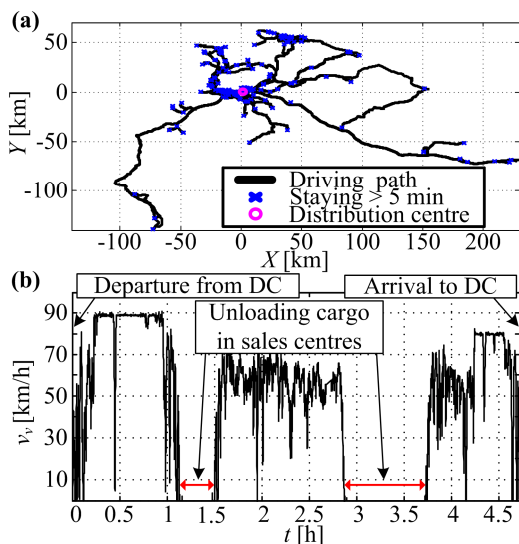 (a)
50
0
-50
-100
Y [km]
Driving path
Staying > 5 min
Distribution centre
-100 -50 0 50 100 150 200
X [km]
(b)
Departure from DC
Arrival to DC
Unloading cargo
in sales centres
90
70
50
30
10
v_v [km/h]
0 0.5 1 1.5 2 2.5 3 3.5 4 4.5
t [h]